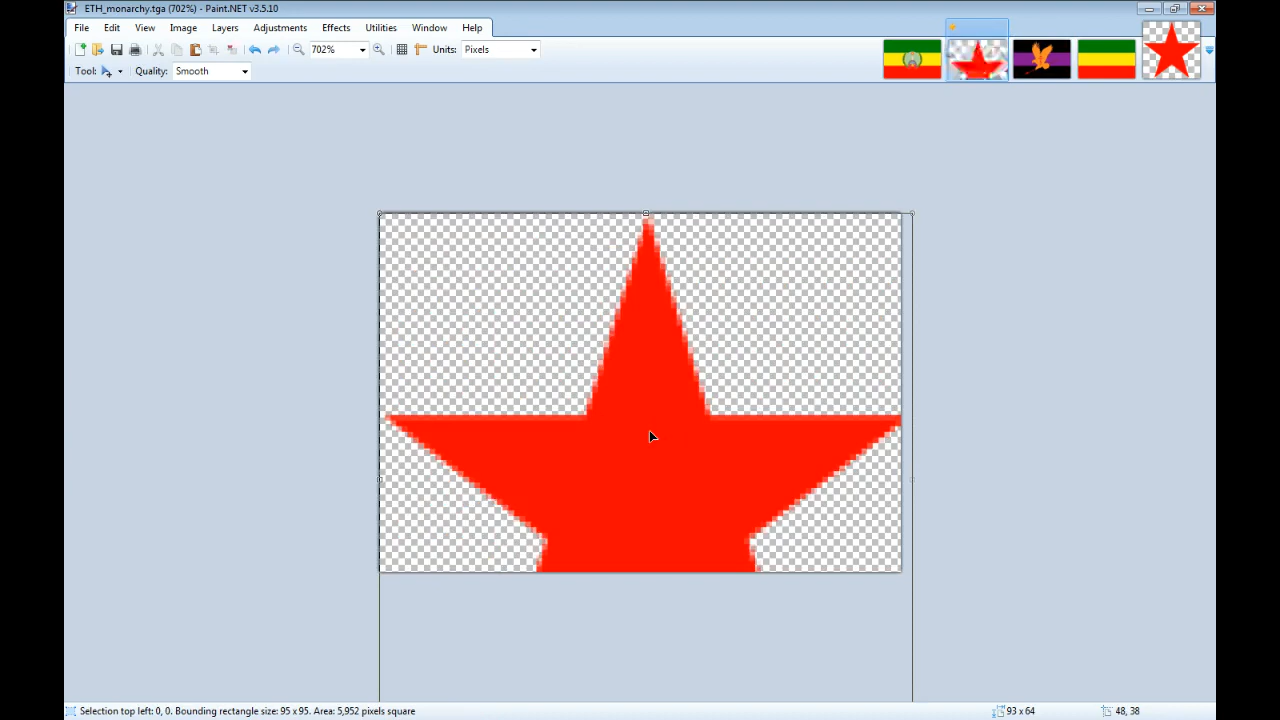 ETH_monarchy.tga (702%) - Paint.NET v3.5.10
File Edit View Image Layers Adjustments Effects Utilities Window Help
702% Units: Pixels
Tool: Quality: Smooth
Selection top left: 0, 0. Bounding rectangle size: 95 x 95. Area: 5,952 pixels square 93 x 64 48, 38